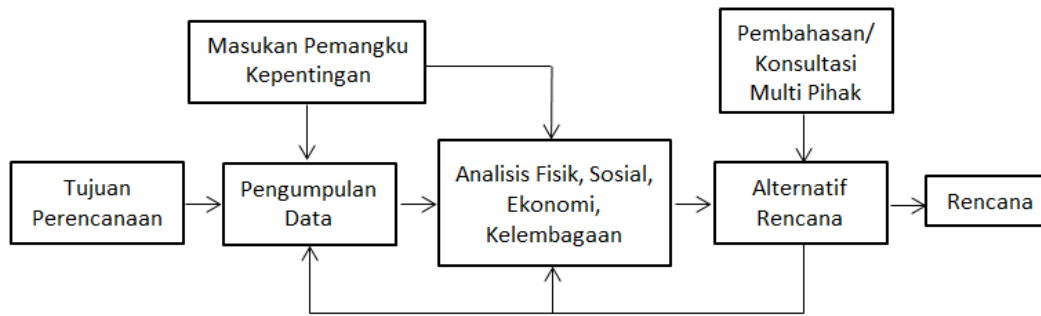 Masukan Pemangku
Kepentingan
Pembahasan/
Konsultasi
Multi Pihak
Tujuan
Perencanaan
Pengumpulan
Data
Analisis Fisik, Sosial,
Ekonomi,
Kelembagaan
Alternatif
Rencana
Rencana